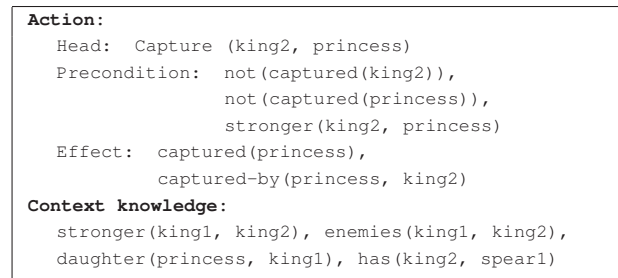 Action:
Head: Capture (king2, princess)
Precondition: not(captured(king2)),
not(captured(princess)),
stronger(king2, princess)
Effect: captured(princess),
captured-by(princess, king2)
Context knowledge:
stronger(king1, king2), enemies(king1, king2),
daughter(princess, king1), has(king2, spear1)